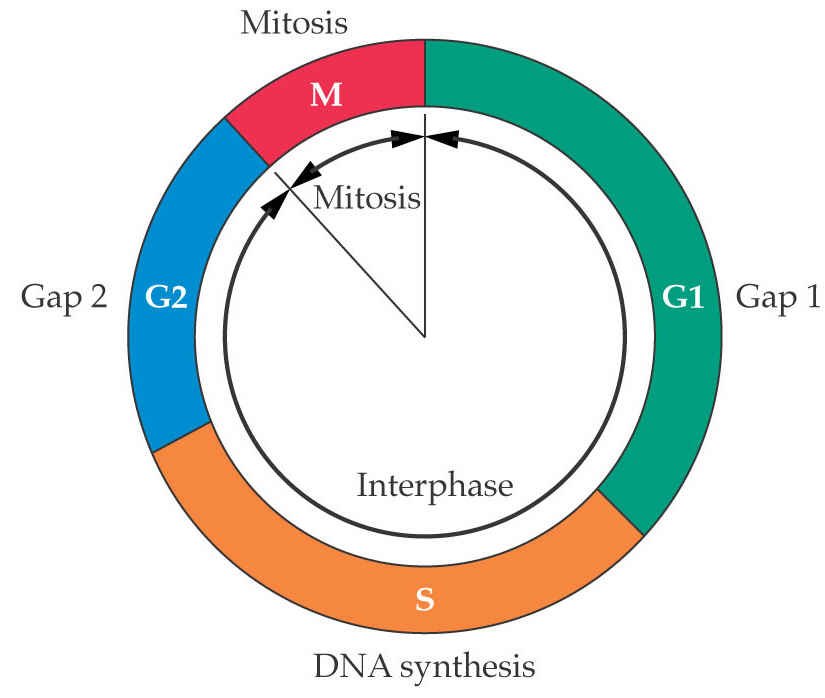 Mitosis
M
Mitosis
Gap 2
G2
G1
Gap 1
Interphase
S
DNA synthesis